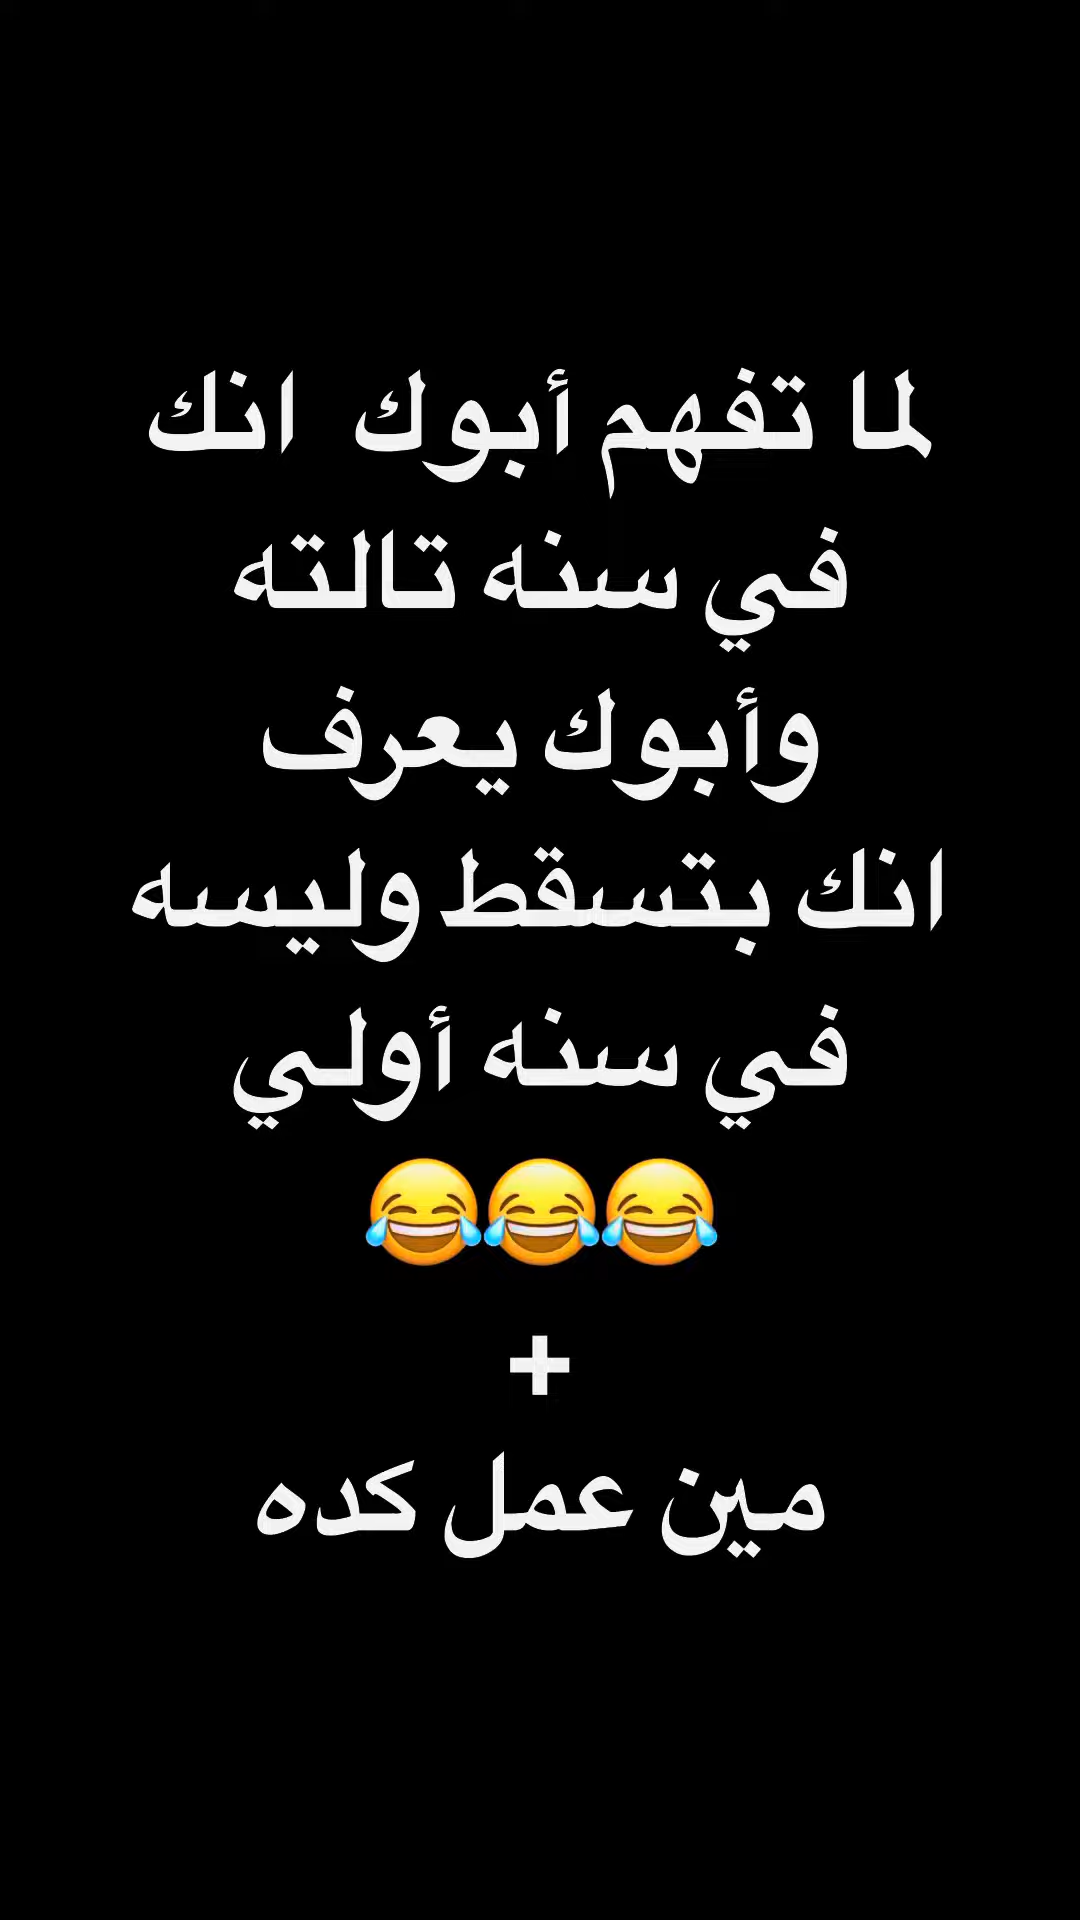 لما تفهم أبوك انك
في سنه تالته
وأبوك يعرف
انك بتسقط وليسه
في سنه أولي
😂😂😂
+
مين عمل كده